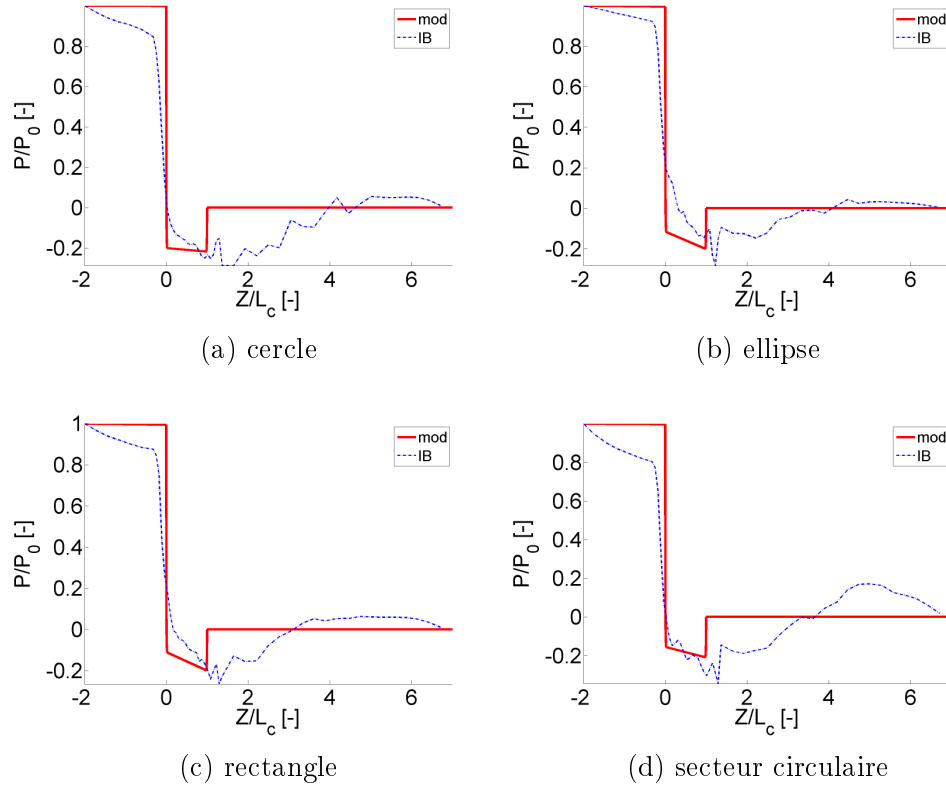 mod
IB
0.8
0.6
0.4
0.2
0
-0.2
P/P0 [-]
-2 0 2 4 6
Z/Lc [-]
(a) cercle
mod
IB
0.8
0.6
0.4
0.2
0
-0.2
P/P0 [-]
-2 0 2 4 6
Z/Lc [-]
(b) ellipse
mod
IB
1
0.8
0.6
0.4
0.2
0
-0.2
P/P0 [-]
-2 0 2 4 6
Z/Lc [-]
(c) rectangle
mod
IB
0.8
0.6
0.4
0.2
0
-0.2
P/P0 [-]
-2 0 2 4 6
Z/Lc [-]
(d) secteur circulaire